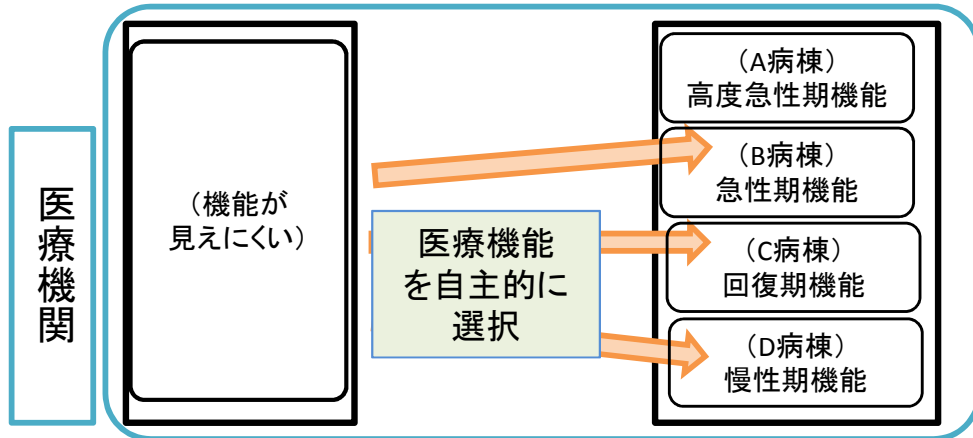 医療機関
（機能が
見えにくい）
医療機能
を自主的に
選択
（A病棟）
高度急性期機能
（B病棟）
急性期機能
（C病棟）
回復期機能
（D病棟）
慢性期機能